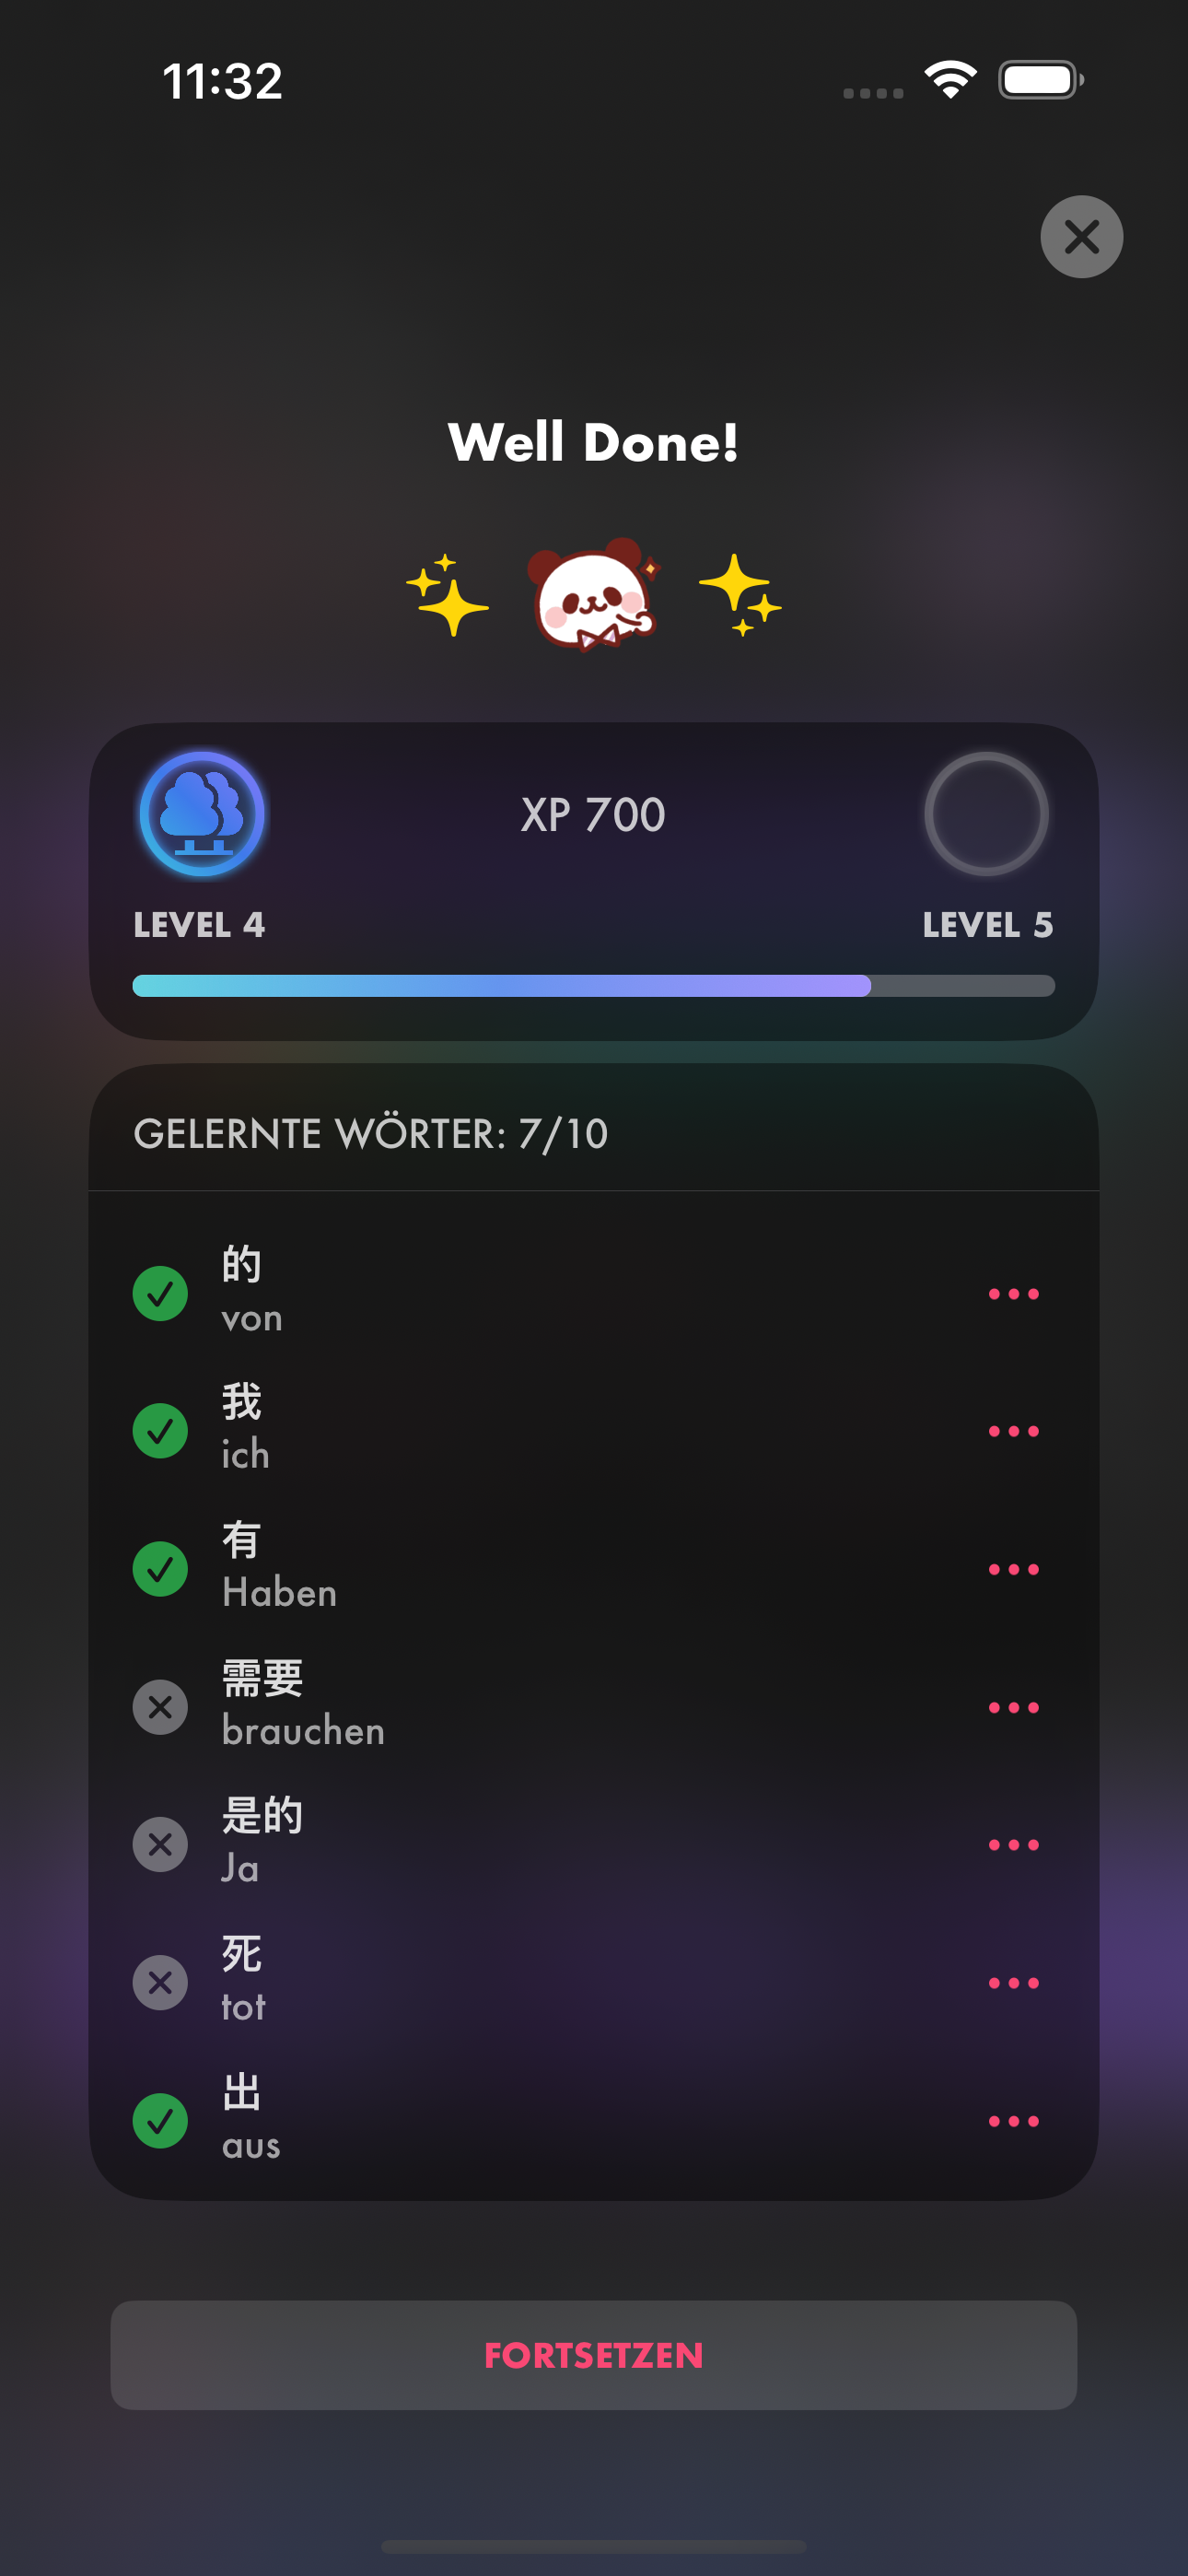 11:32
Well Done!
XP 700
LEVEL 4
LEVEL 5
GELERNTE WÖRTER: 7/10
的
von
我
ich
有
Haben
需要
brauchen
是的
Ja
死
tot
出
aus
FORTSETZEN